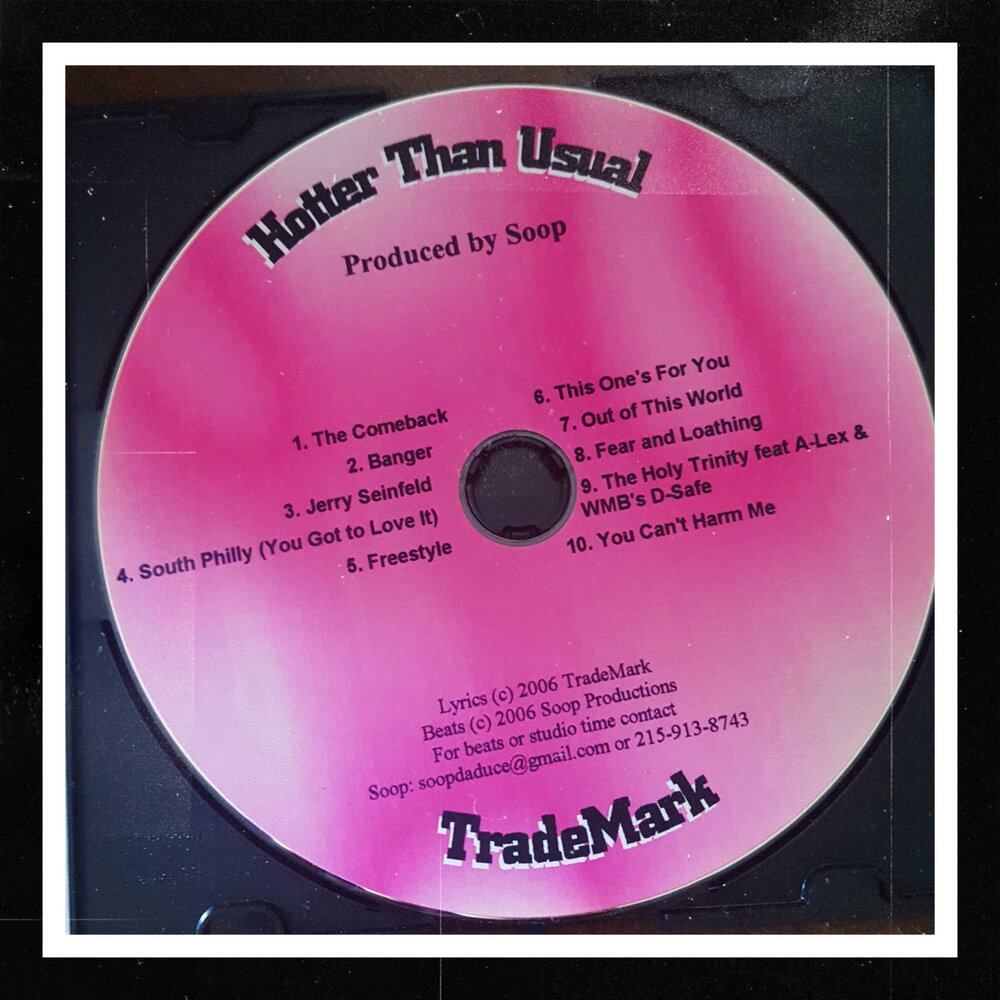 Hotter Than Usual
Produced by Soop
1. The Comeback
2. Banger
3. Jerry Seinfeld
4. South Philly (You Got to Love It)
5. Freestyle
6. This One's For You
7. Out of This World
8. Fear and Loathing
9. The Holy Trinity feat A-Lex &
WMB's D-Safe
10. You Can't Harm Me
Lyrics (c) 2006 TradeMark
Beats (c) 2006 Soop Productions
For beats or studio time contact
Soop: soopdaduce@gmail.com or 215-913-8743
TradeMark